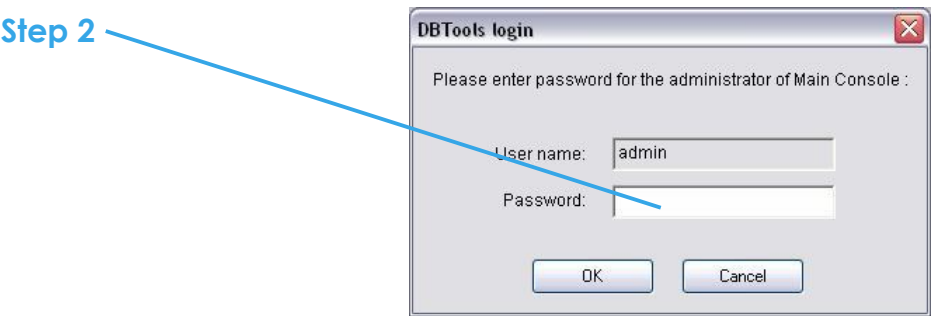 Step 2
DBTools login
Please enter password for the administrator of Main Console :
User name: admin
Password:
OK Cancel